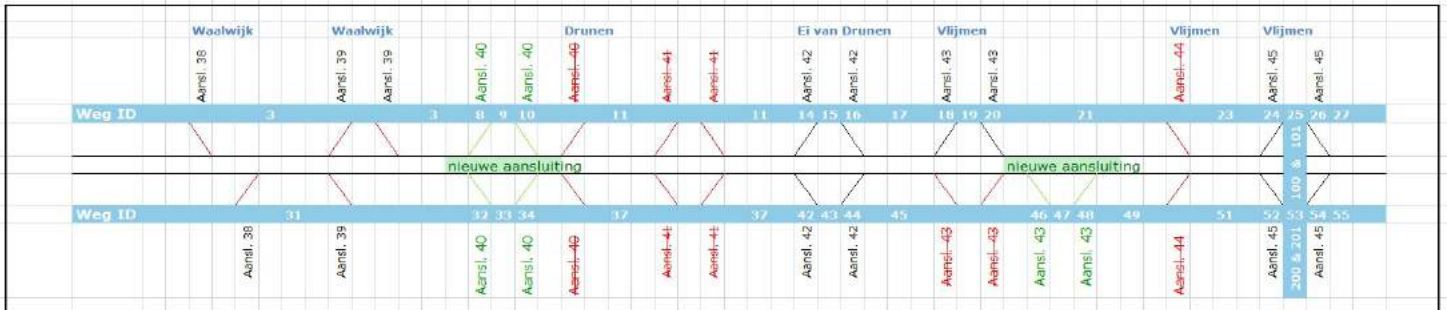 Waalwijk Waalwijk Drunen Ei van Drunen Vlijmen Vlijmen Vlijmen
Aansl. 38 Aansl. 39 Aansl. 39 Aansl. 40 Aansl. 40 Aansl. 40 Aansl. 41 Aansl. 41 Aansl. 42 Aansl. 42 Aansl. 43 Aansl. 43 Aansl. 44 Aansl. 45 Aansl. 45
Weg ID 3 3 8 9 10 11 11 14 15 16 17 18 19 20 21 23 24 25 26 27
nieuwe aansluiting nieuwe aansluiting 100 & 101
Weg ID 31 32 33 34 37 37 42 43 44 45 46 47 48 49 51 52 53 54 55
Aansl. 38 Aansl. 39 Aansl. 40 Aansl. 40 Aansl. 40 Aansl. 41 Aansl. 41 Aansl. 42 Aansl. 42 Aansl. 43 Aansl. 43 Aansl. 43 Aansl. 43 Aansl. 44 Aansl. 45 200 & 201 Aansl. 45